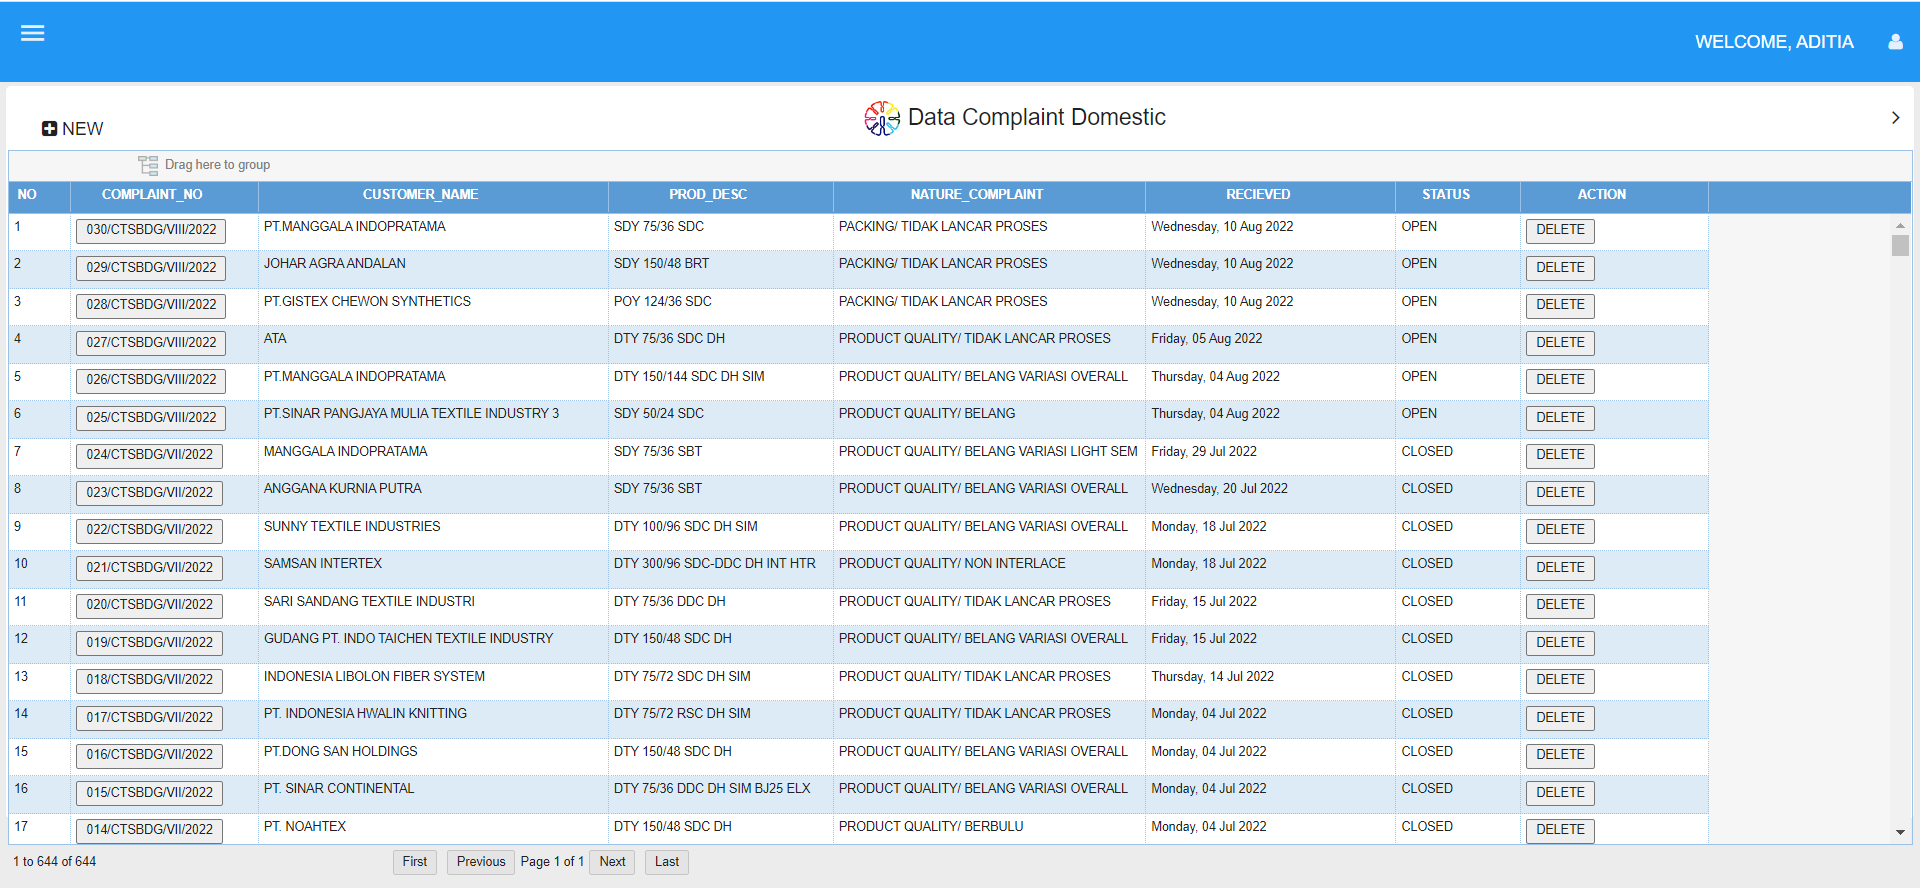 WELCOME, ADITIA
NEW
Data Complaint Domestic
Drag here to group
NO COMPLAINT_NO CUSTOMER_NAME PROD_DESC NATURE_COMPLAINT RECIEVED STATUS ACTION
1 030/CTSBDG/VIII/2022 PT.MANGGALA INDOPRATAMA SDY 75/36 SDC PACKING/ TIDAK LANCAR PROSES Wednesday, 10 Aug 2022 OPEN DELETE
2 029/CTSBDG/VIII/2022 JOHAR AGRA ANDALAN SDY 150/48 BRT PACKING/ TIDAK LANCAR PROSES Wednesday, 10 Aug 2022 OPEN DELETE
3 028/CTSBDG/VIII/2022 PT.GISTEX CHEWON SYNTHETICS POY 124/36 SDC PACKING/ TIDAK LANCAR PROSES Wednesday, 10 Aug 2022 OPEN DELETE
4 027/CTSBDG/VIII/2022 ATA DTY 75/36 SDC DH PRODUCT QUALITY/ TIDAK LANCAR PROSES Friday, 05 Aug 2022 OPEN DELETE
5 026/CTSBDG/VIII/2022 PT.MANGGALA INDOPRATAMA DTY 150/144 SDC DH SIM PRODUCT QUALITY/ BELANG VARIASI OVERALL Thursday, 04 Aug 2022 OPEN DELETE
6 025/CTSBDG/VIII/2022 PT.SINAR PANGJAYA MULIA TEXTILE INDUSTRY 3 SDY 50/24 SDC PRODUCT QUALITY/ BELANG Thursday, 04 Aug 2022 OPEN DELETE
7 024/CTSBDG/VII/2022 MANGGALA INDOPRATAMA SDY 75/36 SBT PRODUCT QUALITY/ BELANG VARIASI LIGHT SEM Friday, 29 Jul 2022 CLOSED DELETE
8 023/CTSBDG/VII/2022 ANGGANA KURNIA PUTRA SDY 75/36 SBT PRODUCT QUALITY/ BELANG VARIASI OVERALL Wednesday, 20 Jul 2022 CLOSED DELETE
9 022/CTSBDG/VII/2022 SUNNY TEXTILE INDUSTRIES DTY 100/96 SDC DH SIM PRODUCT QUALITY/ BELANG VARIASI OVERALL Monday, 18 Jul 2022 CLOSED DELETE
10 021/CTSBDG/VII/2022 SAMSAN INTERTEX DTY 300/96 SDC-DDC DH INT HTR PRODUCT QUALITY/ NON INTERLACE Monday, 18 Jul 2022 CLOSED DELETE
11 020/CTSBDG/VII/2022 SARI SANDANG TEXTILE INDUSTRI DTY 75/36 DDC DH PRODUCT QUALITY/ TIDAK LANCAR PROSES Friday, 15 Jul 2022 CLOSED DELETE
12 019/CTSBDG/VII/2022 GUDANG PT. INDO TAICHEN TEXTILE INDUSTRY DTY 150/48 SDC DH PRODUCT QUALITY/ BELANG VARIASI OVERALL Friday, 15 Jul 2022 CLOSED DELETE
13 018/CTSBDG/VII/2022 INDONESIA LIBOLON FIBER SYSTEM DTY 75/72 SDC DH SIM PRODUCT QUALITY/ TIDAK LANCAR PROSES Thursday, 14 Jul 2022 CLOSED DELETE
14 017/CTSBDG/VII/2022 PT. INDONESIA HWALIN KNITTING DTY 75/72 RSC DH SIM PRODUCT QUALITY/ TIDAK LANCAR PROSES Monday, 04 Jul 2022 CLOSED DELETE
15 016/CTSBDG/VII/2022 PT.DONG SAN HOLDINGS DTY 150/48 SDC DH PRODUCT QUALITY/ BELANG VARIASI OVERALL Monday, 04 Jul 2022 CLOSED DELETE
16 015/CTSBDG/VII/2022 PT. SINAR CONTINENTAL DTY 75/36 DDC DH SIM BJ25 ELX PRODUCT QUALITY/ BELANG VARIASI OVERALL Monday, 04 Jul 2022 CLOSED DELETE
17 014/CTSBDG/VII/2022 PT. NOAHTEX DTY 150/48 SDC DH PRODUCT QUALITY/ BERBULU Monday, 04 Jul 2022 CLOSED DELETE
1 to 644 of 644 First Previous Page 1 of 1 Next Last